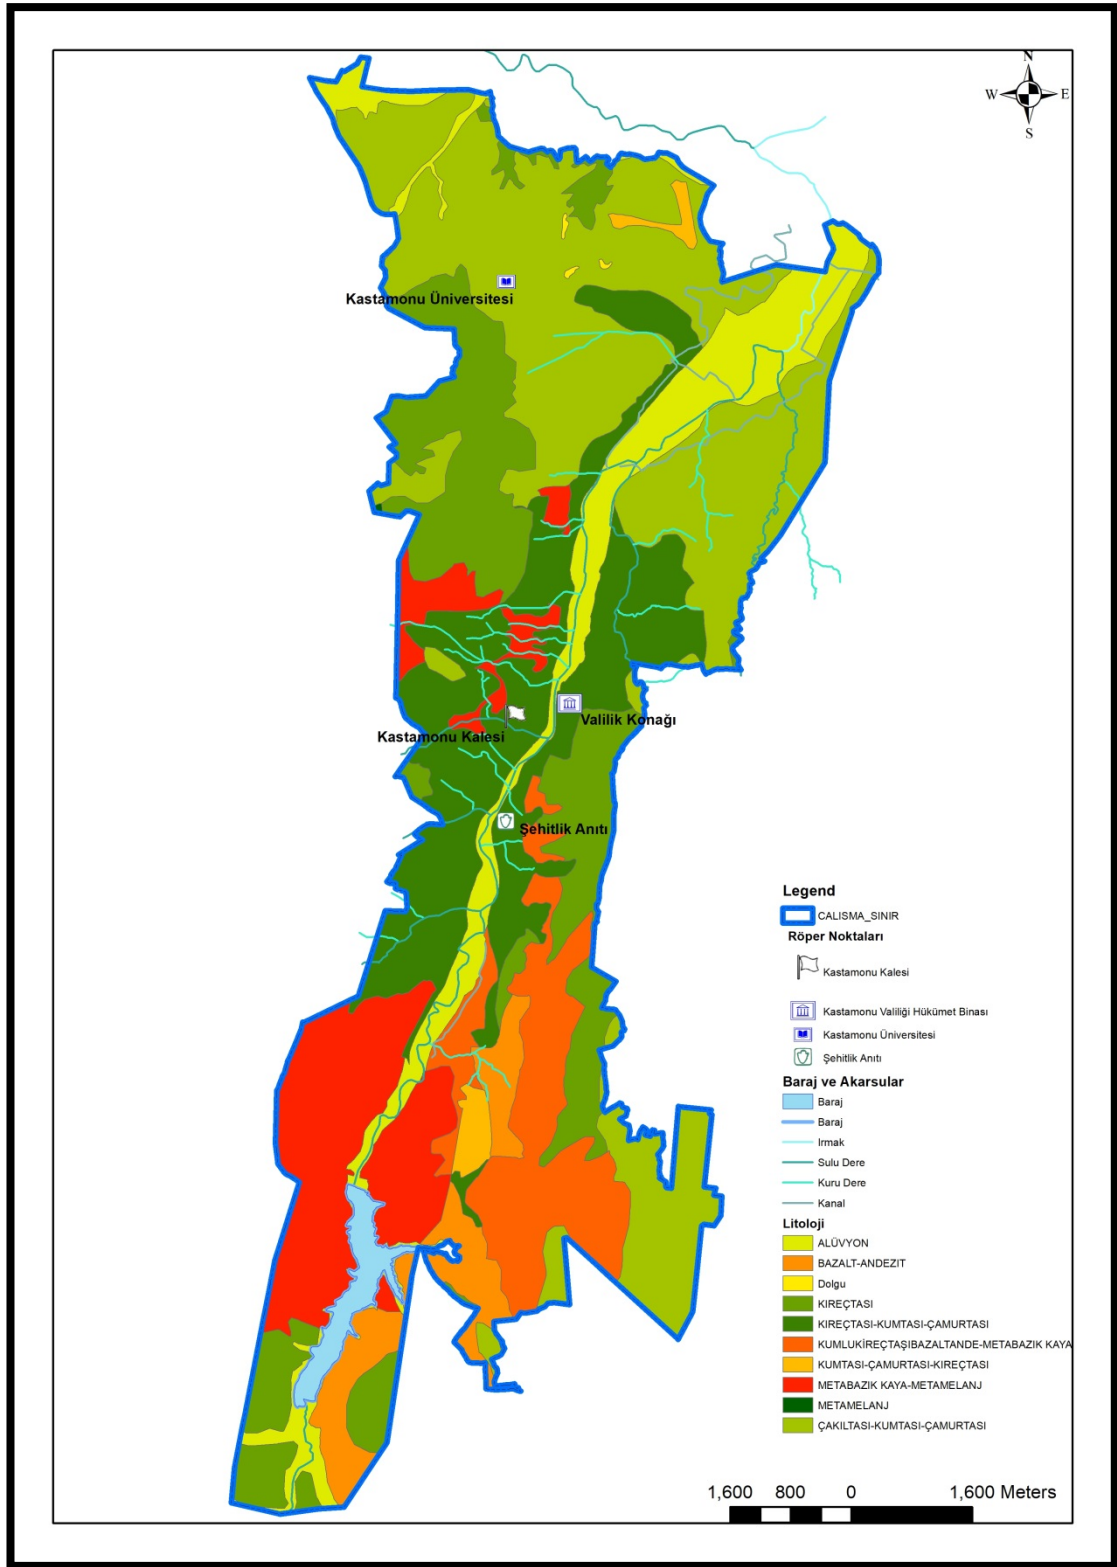 N
W E
S
Kastamonu Üniversitesi
Valilik Konağı
Kastamonu Kalesi
Şehitlik Anıtı
Legend
CALISMA_SINIR
Röper Noktaları
Kastamonu Kalesi
Kastamonu Valiliği Hükümet Binası
Kastamonu Üniversitesi
Şehitlik Anıtı
Baraj ve Akarsular
Baraj
Baraj
Irmak
Sulu Dere
Kuru Dere
Kanal
Litoloji
ALÜVYON
BAZALT-ANDEZIT
Dolgu
KIREÇTASI
KIREÇTASI-KUMTASI-ÇAMURTASI
KUMLUKİREÇTAŞIBAZALTANDE-METABAZIK KAYA
KUMTASI-ÇAMURTASI-KIREÇTASI
METABAZIK KAYA-METAMELANJ
METAMELANJ
ÇAKILTASI-KUMTASI-ÇAMURTASI
1,600 800 0 1,600 Meters